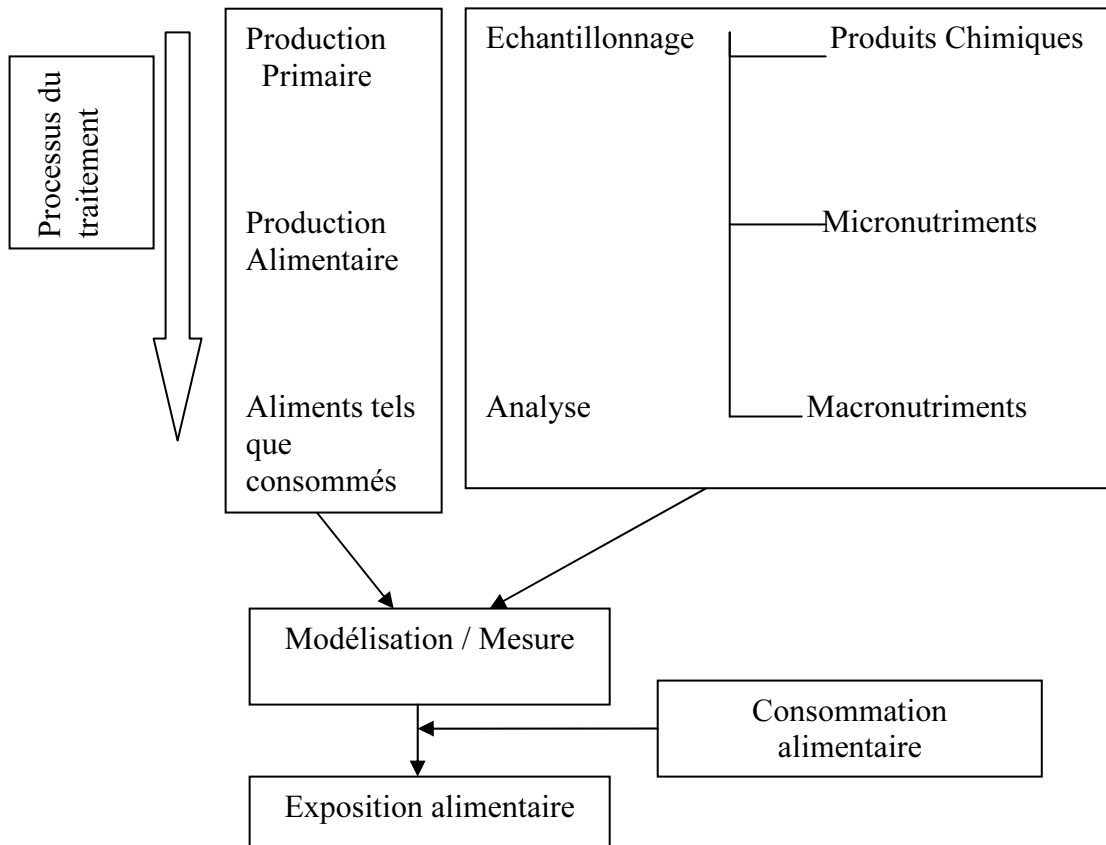 Processus du
traitement
Production
Primaire
Production
Alimentaire
Aliments tels
que
consommés
Echantillonnage
Analyse
Produits Chimiques
Micronutriments
Macronutriments
Modélisation / Mesure
Consommation
alimentaire
Exposition alimentaire